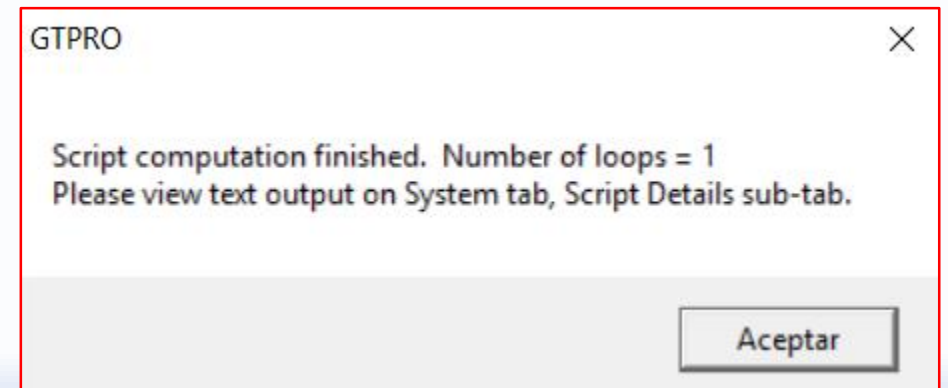 GTPRO
Script computation finished. Number of loops = 1
Please view text output on System tab, Script Details sub-tab.
Aceptar